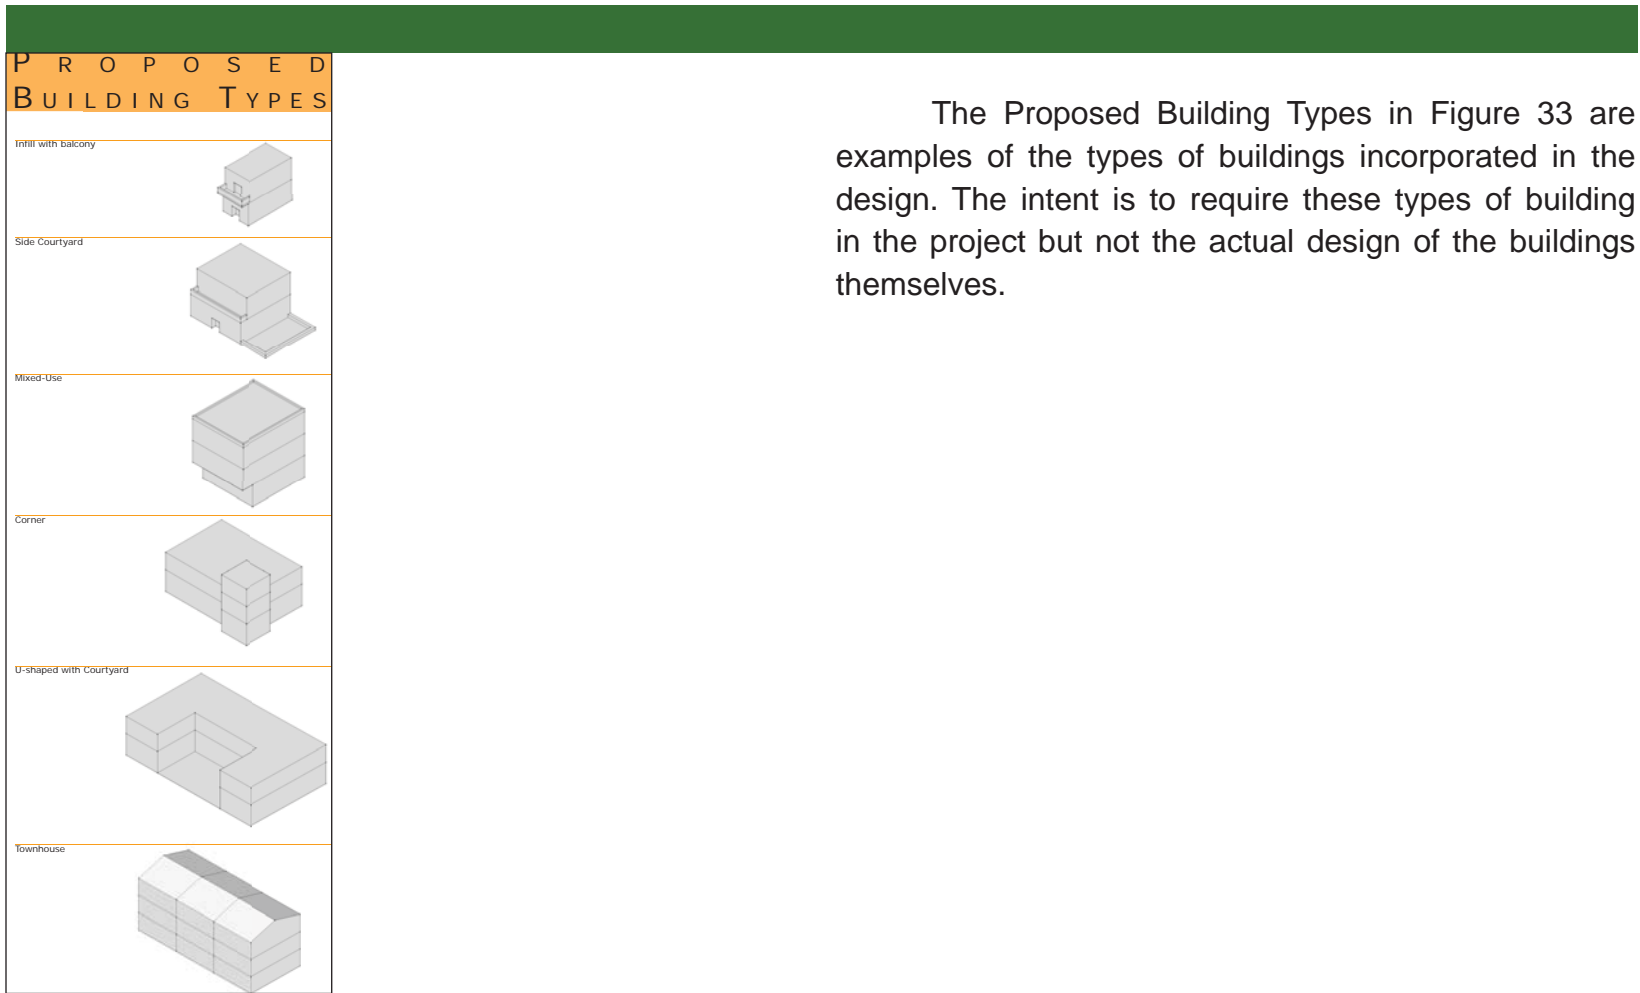 PROPOSED
BUILDING TYPES
Infill with balcony
Side Courtyard
Mixed-Use
Corner
U-shaped with Courtyard
Townhouse
The Proposed Building Types in Figure 33 are
examples of the types of buildings incorporated in the
design. The intent is to require these types of building
in the project but not the actual design of the buildings
themselves.